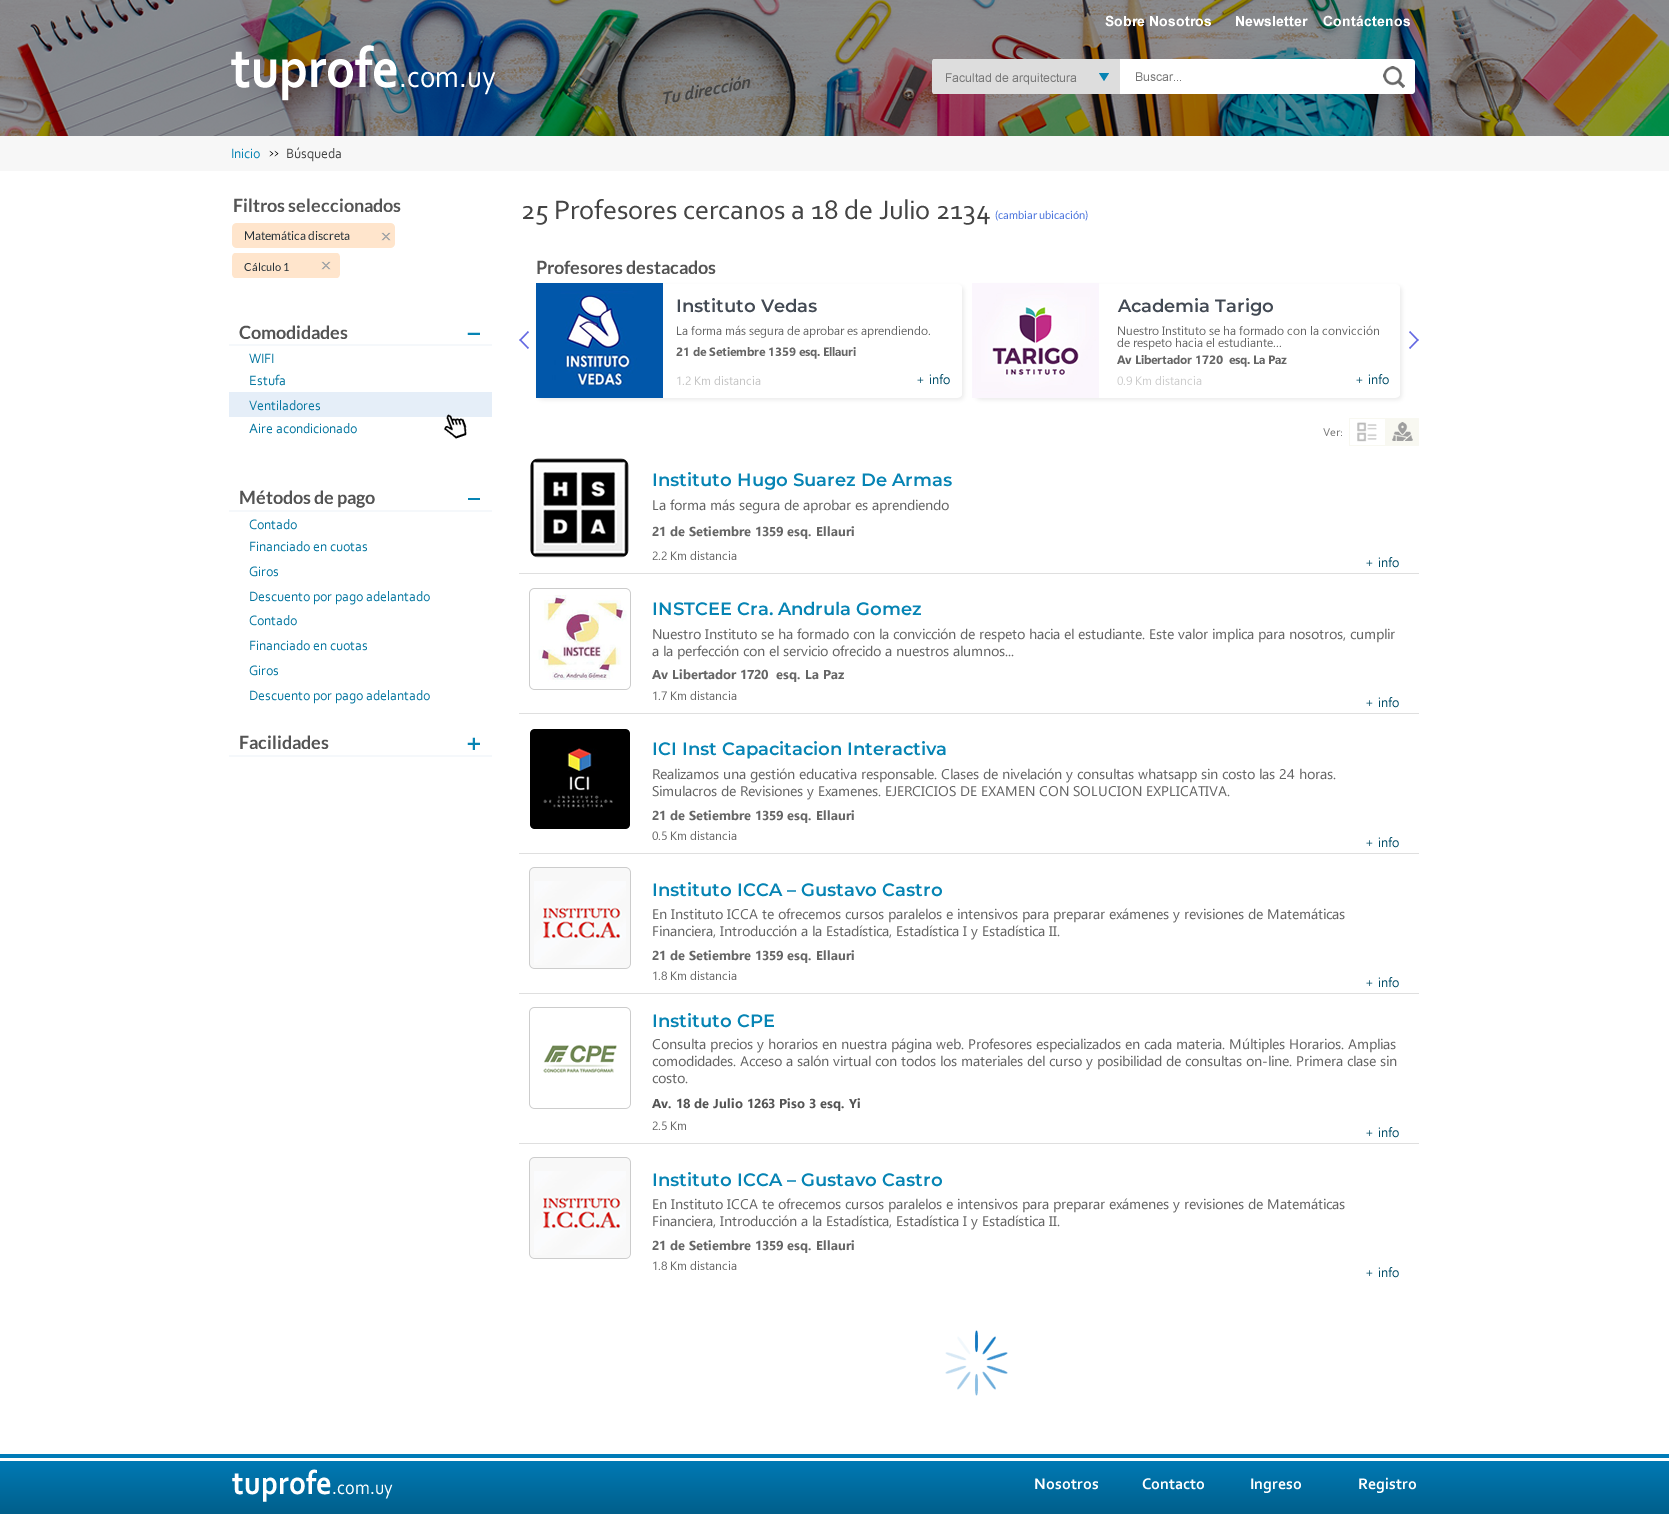 Sobre Nosotros Newsletter Contáctenos
tuprofe.com.uy
Tu dirección
Facultad de arquitectura
Buscar...
Inicio >> Búsqueda
Filtros seleccionados
Matemática discreta ×
Cálculo 1 ×
Comodidades −
WIFI
Estufa
Ventiladores
Aire acondicionado
Métodos de pago −
Contado
Financiado en cuotas
Giros
Descuento por pago adelantado
Contado
Financiado en cuotas
Giros
Descuento por pago adelantado
Facilidades +
25 Profesores cercanos a 18 de Julio 2134 (cambiar ubicación)
Profesores destacados
INSTITUTO
VEDAS
Instituto Vedas
La forma más segura de aprobar es aprendiendo.
21 de Setiembre 1359 esq. Ellauri
1.2 Km distancia
+ info
TARIGO
INSTITUTO
Academia Tarigo
Nuestro Instituto se ha formado con la convicción
de respeto hacia el estudiante...
Av Libertador 1720 esq. La Paz
0.9 Km distancia
+ info
Ver:
H S
D A
Instituto Hugo Suarez De Armas
La forma más segura de aprobar es aprendiendo
21 de Setiembre 1359 esq. Ellauri
2.2 Km distancia
+ info
INSTCEE
Cra. Andrula Gómez
INSTCEE Cra. Andrula Gomez
Nuestro Instituto se ha formado con la convicción de respeto hacia el estudiante. Este valor implica para nosotros, cumplir
a la perfección con el servicio ofrecido a nuestros alumnos...
Av Libertador 1720 esq. La Paz
1.7 Km distancia
+ info
ICI
INSTITUTO
DE CAPACITACIÓN
INTERACTIVA
ICI Inst Capacitacion Interactiva
Realizamos una gestión educativa responsable. Clases de nivelación y consultas whatsapp sin costo las 24 horas.
Simulacros de Revisiones y Examenes. EJERCICIOS DE EXAMEN CON SOLUCION EXPLICATIVA.
21 de Setiembre 1359 esq. Ellauri
0.5 Km distancia
+ info
INSTITUTO
I.C.C.A.
Instituto ICCA – Gustavo Castro
En Instituto ICCA te ofrecemos cursos paralelos e intensivos para preparar exámenes y revisiones de Matemáticas
Financiera, Introducción a la Estadística, Estadística I y Estadística II.
21 de Setiembre 1359 esq. Ellauri
1.8 Km distancia
+ info
CPE
CONOCER PARA TRANSFORMAR
Instituto CPE
Consulta precios y horarios en nuestra página web. Profesores especializados en cada materia. Múltiples Horarios. Amplias
comodidades. Acceso a salón virtual con todos los materiales del curso y posibilidad de consultas on-line. Primera clase sin
costo.
Av. 18 de Julio 1263 Piso 3 esq. Yi
2.5 Km
+ info
INSTITUTO
I.C.C.A.
Instituto ICCA – Gustavo Castro
En Instituto ICCA te ofrecemos cursos paralelos e intensivos para preparar exámenes y revisiones de Matemáticas
Financiera, Introducción a la Estadística, Estadística I y Estadística II.
21 de Setiembre 1359 esq. Ellauri
1.8 Km distancia
+ info
tuprofe.com.uy
Nosotros Contacto Ingreso Registro